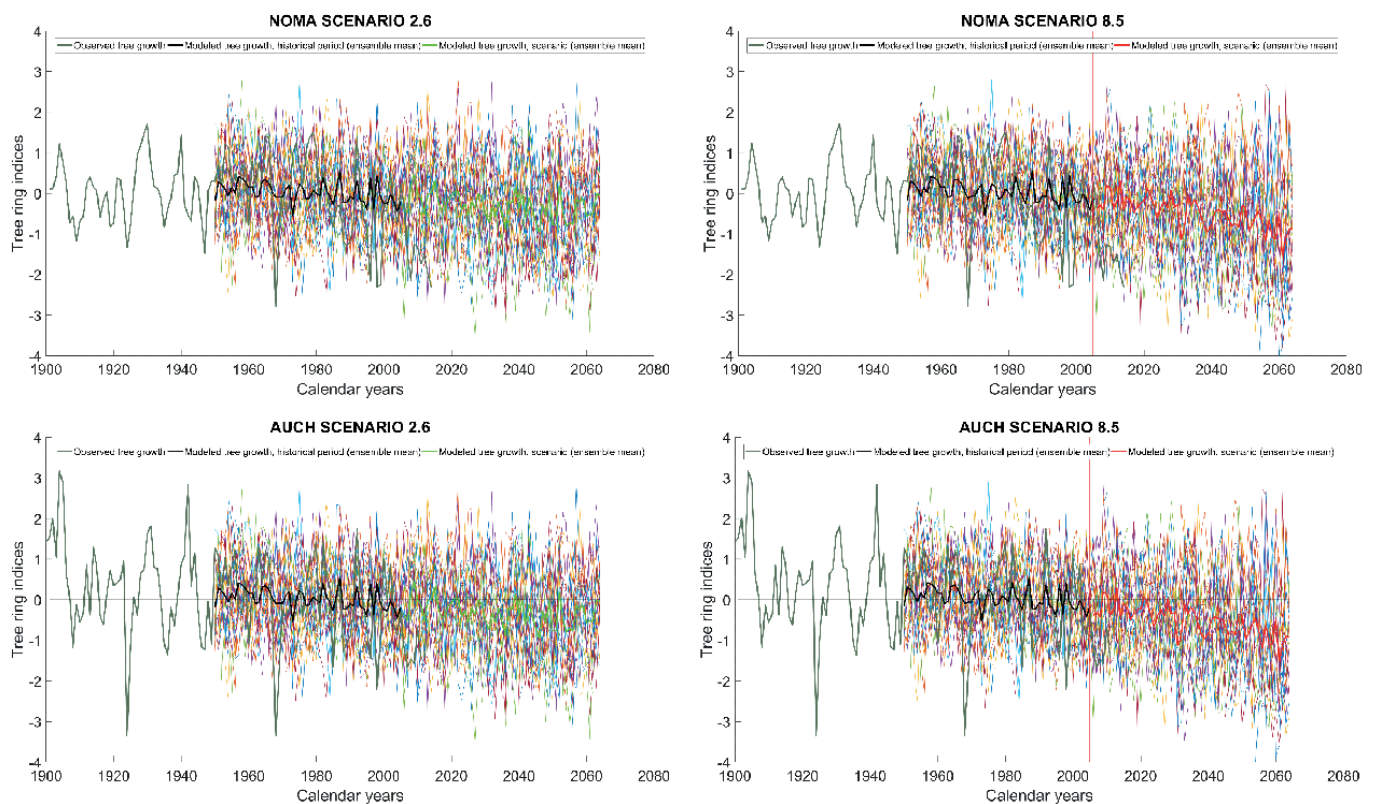 NOMA SCENARIO 2.6
Observed tree growth Modeled tree growth, historical period (ensemble mean) Modeled tree growth, scenario (ensemble mean)
4
3
2
1
0
-1
-2
-3
-4
Tree ring indices
1900 1920 1940 1960 1980 2000 2020 2040 2060 2080
Calendar years
NOMA SCENARIO 8.5
Observed tree growth Modeled tree growth, historical period (ensemble mean) Modeled tree growth, scenario (ensemble mean)
4
3
2
1
0
-1
-2
-3
-4
Tree ring indices
1900 1920 1940 1960 1980 2000 2020 2040 2060 2080
Calendar years
AUCH SCENARIO 2.6
Observed tree growth Modeled tree growth, historical period (ensemble mean) Modeled tree growth, scenario (ensemble mean)
4
3
2
1
0
-1
-2
-3
-4
Tree ring indices
1900 1920 1940 1960 1980 2000 2020 2040 2060 2080
Calendar years
AUCH SCENARIO 8.5
Observed tree growth Modeled tree growth, historical period (ensemble mean) Modeled tree growth, scenario (ensemble mean)
4
3
2
1
0
-1
-2
-3
-4
Tree ring indices
1900 1920 1940 1960 1980 2000 2020 2040 2060 2080
Calendar years